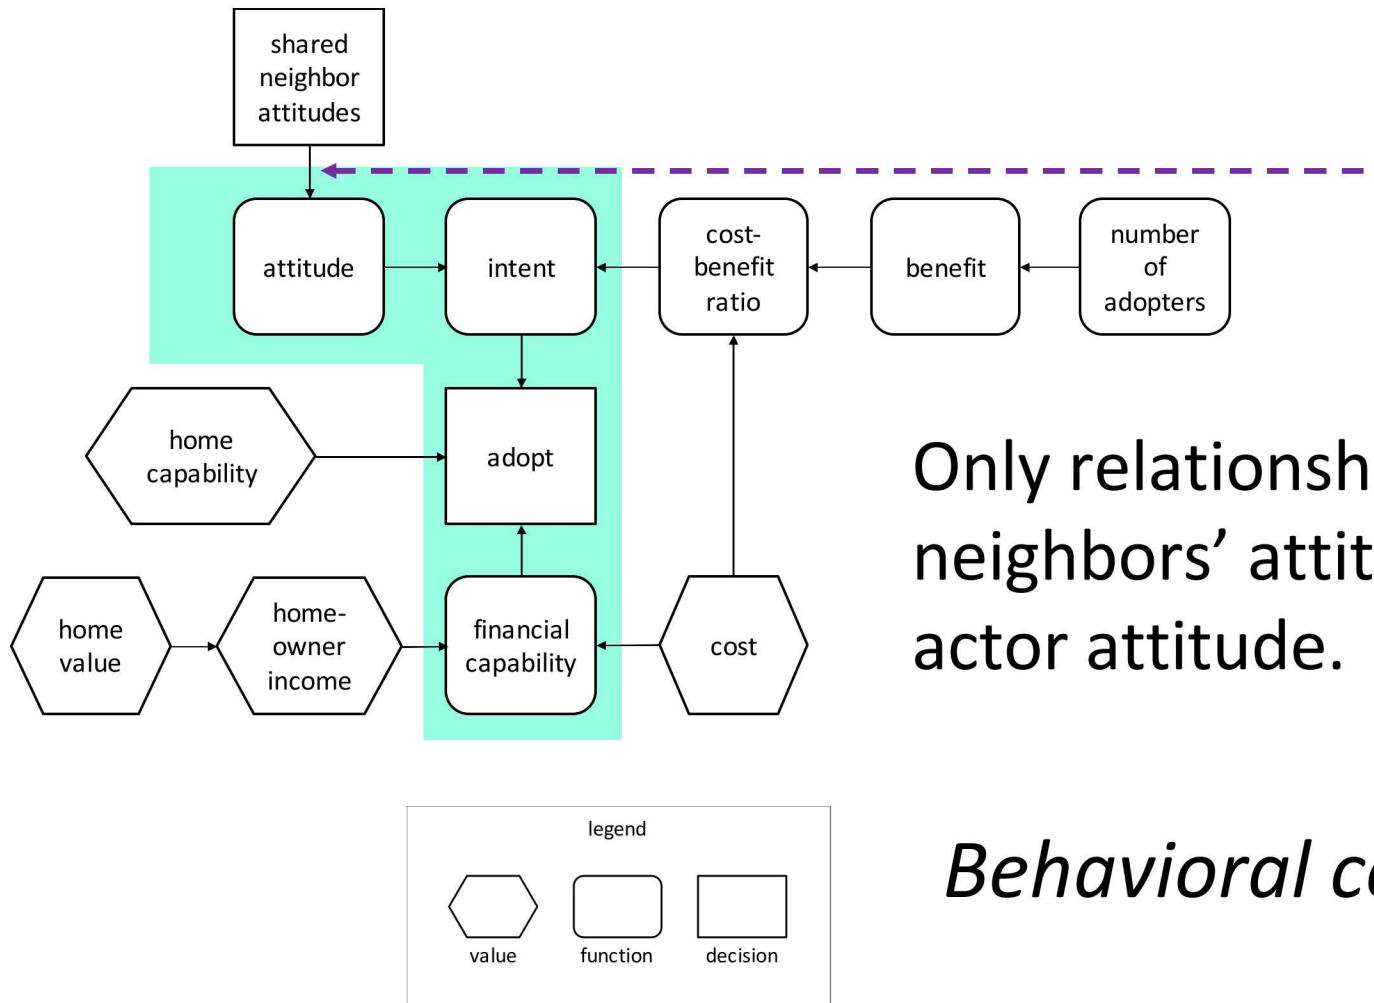 shared
neighbor
attitudes
attitude
intent
cost-
benefit
ratio
benefit
number
of
adopters
home
capability
adopt
home
value
home-
owner
income
financial
capability
cost
Only relationsh
neighbors’ attit
actor attitude.
legend
value
function
decision
Behavioral c